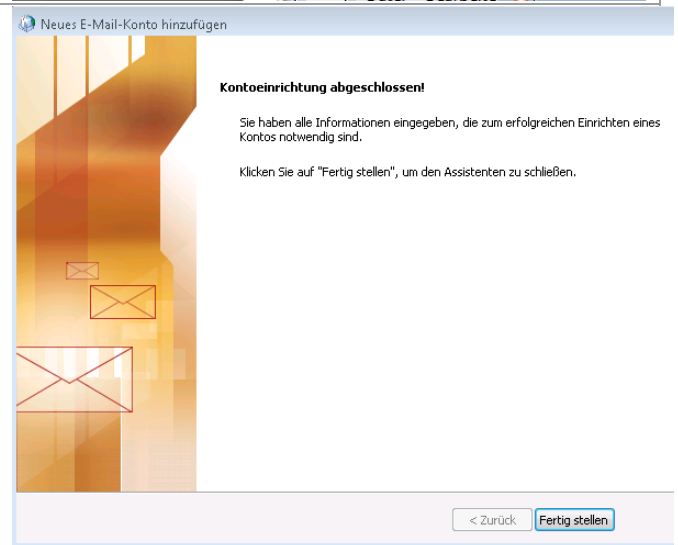 Neues E-Mail-Konto hinzufügen
Kontoeinrichtung abgeschlossen!
Sie haben alle Informationen eingegeben, die zum erfolgreichen Einrichten eines
Kontos notwendig sind.
Klicken Sie auf "Fertig stellen", um den Assistenten zu schließen.
< Zurück
Fertig stellen